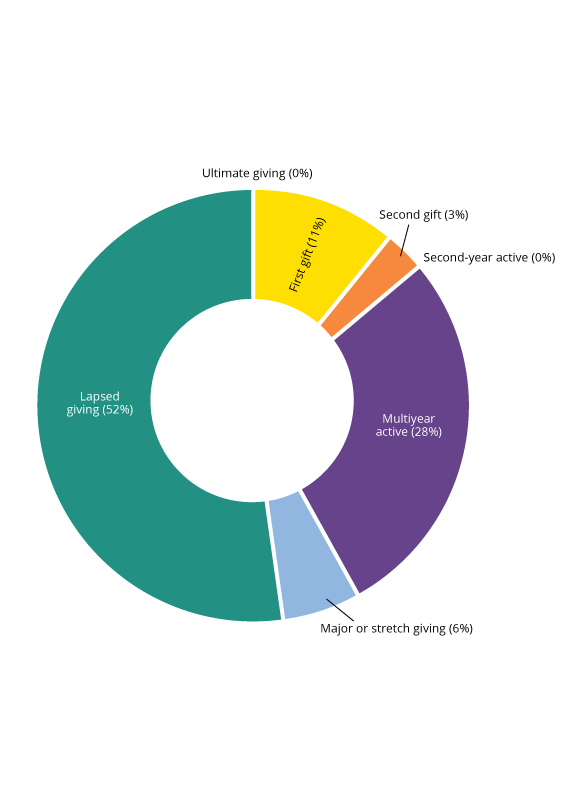 Ultimate giving (0%)
Second gift (3%)
First gift (11%)
Second-year active (0%)
Lapsed
giving (52%)
Multiyear
active (28%)
Major or stretch giving (6%)